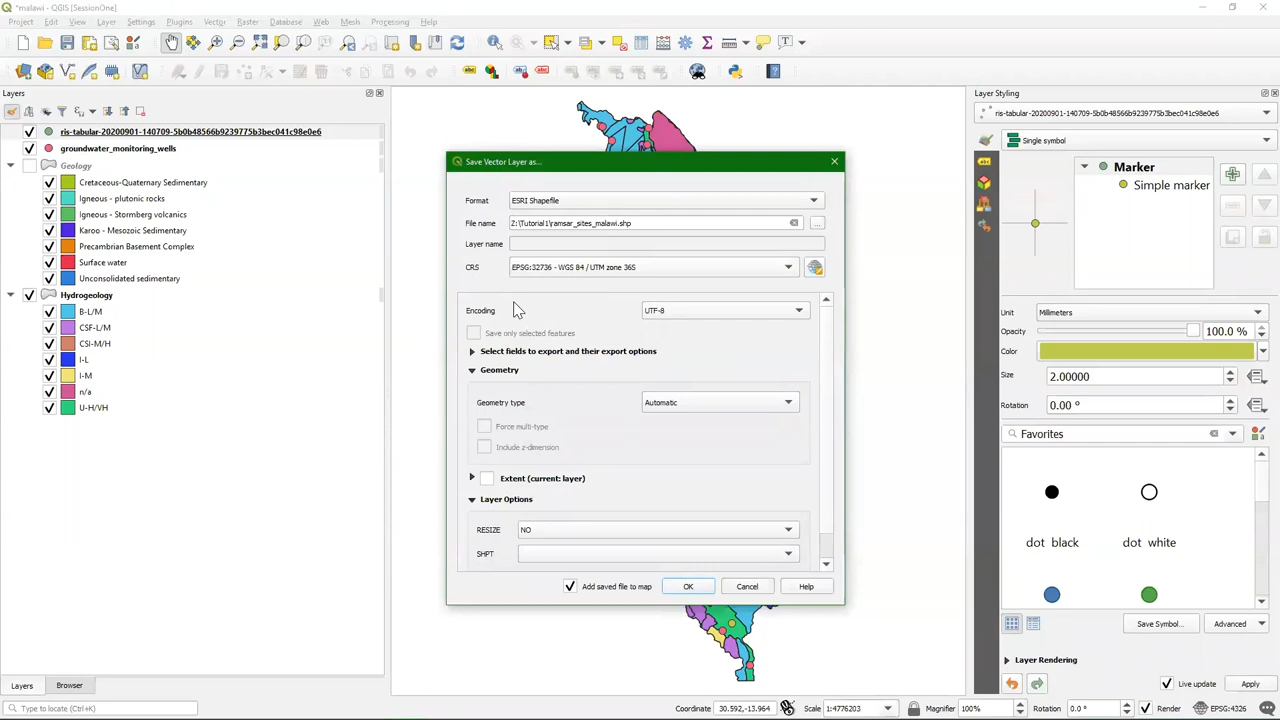 *malawi - QGIS [SessionOne]
Project Edit View Layer Settings Plugins Vector Raster Database Web Mesh Processing Help
Layers
ris-tabular-20200901-140709-5b0b48566b9239775b3bec041c98e0e6
groundwater_monitoring_wells
Geology
Cretaceous-Quaternary Sedimentary
Igneous - plutonic rocks
Igneous - Stormberg volcanics
Karoo - Mesozoic Sedimentary
Precambrian Basement Complex
Surface water
Unconsolidated sedimentary
Hydrogeology
B-L/M
CSF-L/M
CSI-M/H
I-L
I-M
n/a
U-H/VH
Layers Browser
Save Vector Layer as...
Format ESRI Shapefile
File name Z:\Tutorial1\ramsar_sites_malawi.shp
Layer name
CRS EPSG:32736 - WGS 84 / UTM zone 36S
Encoding UTF-8
Save only selected features
Select fields to export and their export options
Geometry
Geometry type Automatic
Force multi-type
Include z-dimension
Extent (current: layer)
Layer Options
RESIZE NO
SHPT
Add saved file to map OK Cancel Help
Layer Styling
ris-tabular-20200901-140709-5b0b48566b9239775b3bec041c98e0e6
Single symbol
Marker
Simple marker
Unit Millimeters
Opacity 100.0 %
Color
Size 2.00000
Rotation 0.00 °
Favorites
dot black dot white
Save Symbol... Advanced
Layer Rendering
Live update Apply
Type to locate (Ctrl+K) Coordinate 30.592,-13.964 Scale 1:4776203 Magnifier 100% Rotation 0.0 ° Render EPSG:4326